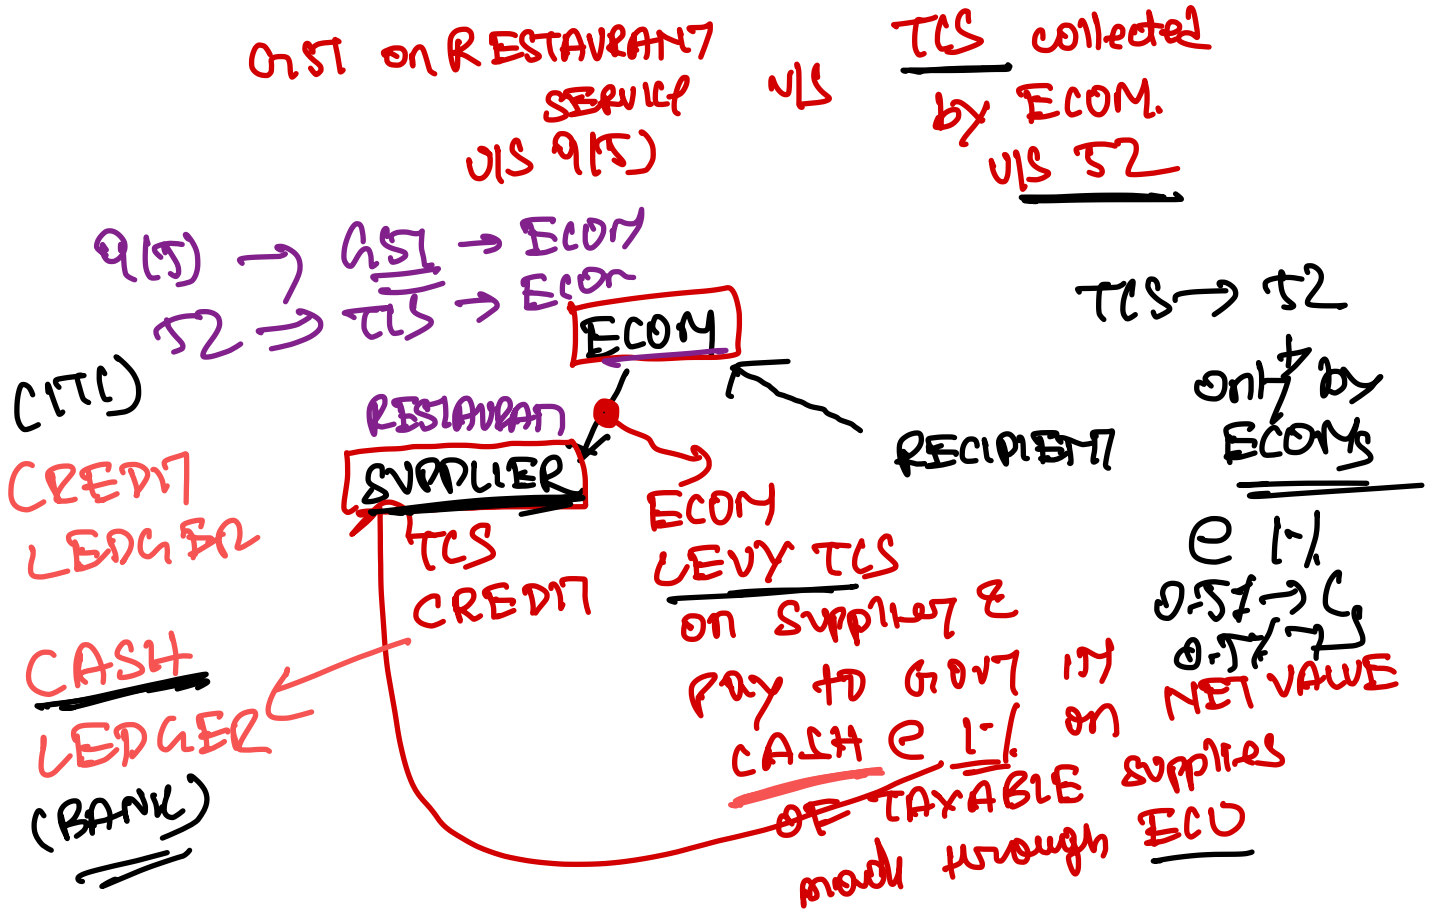 GST on RESTAURANT
SERVICE
U/S 9(5)
V/S
TCS collected
by ECOM.
U/S 52
9(5) → GST → ECOM
52 → TCS → ECOM
ECOM
TCS → 52
only by
ECOMs
@ 1%
0.5% → C
0.5% → S
(ITC)
CREDIT
LEDGER
CASH
LEDGER
(BANK)
RESTAURANT
SUPPLIER
TCS
CREDIT
RECIPIENT
ECOM
LEVY TCS
on Supplier &
Pay to GOVT IN
CASH @ 1% on NET VALUE
OF TAXABLE supplies
made through ECO